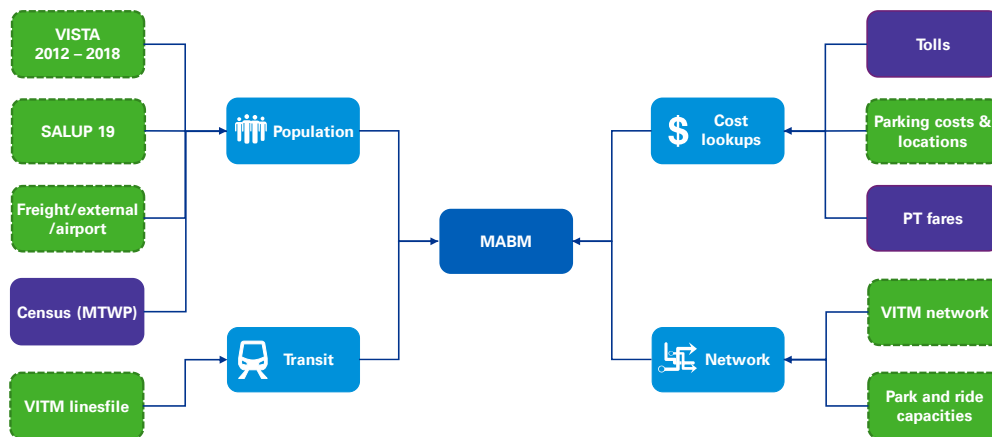 VISTA
2012 – 2018
SALUP 19
Freight/external
/airport
Census (MTWP)
VITM linesfile
Population
Transit
MABM
$ Cost
lookups
Network
Tolls
Parking costs &
locations
PT fares
VITM network
Park and ride
capacities